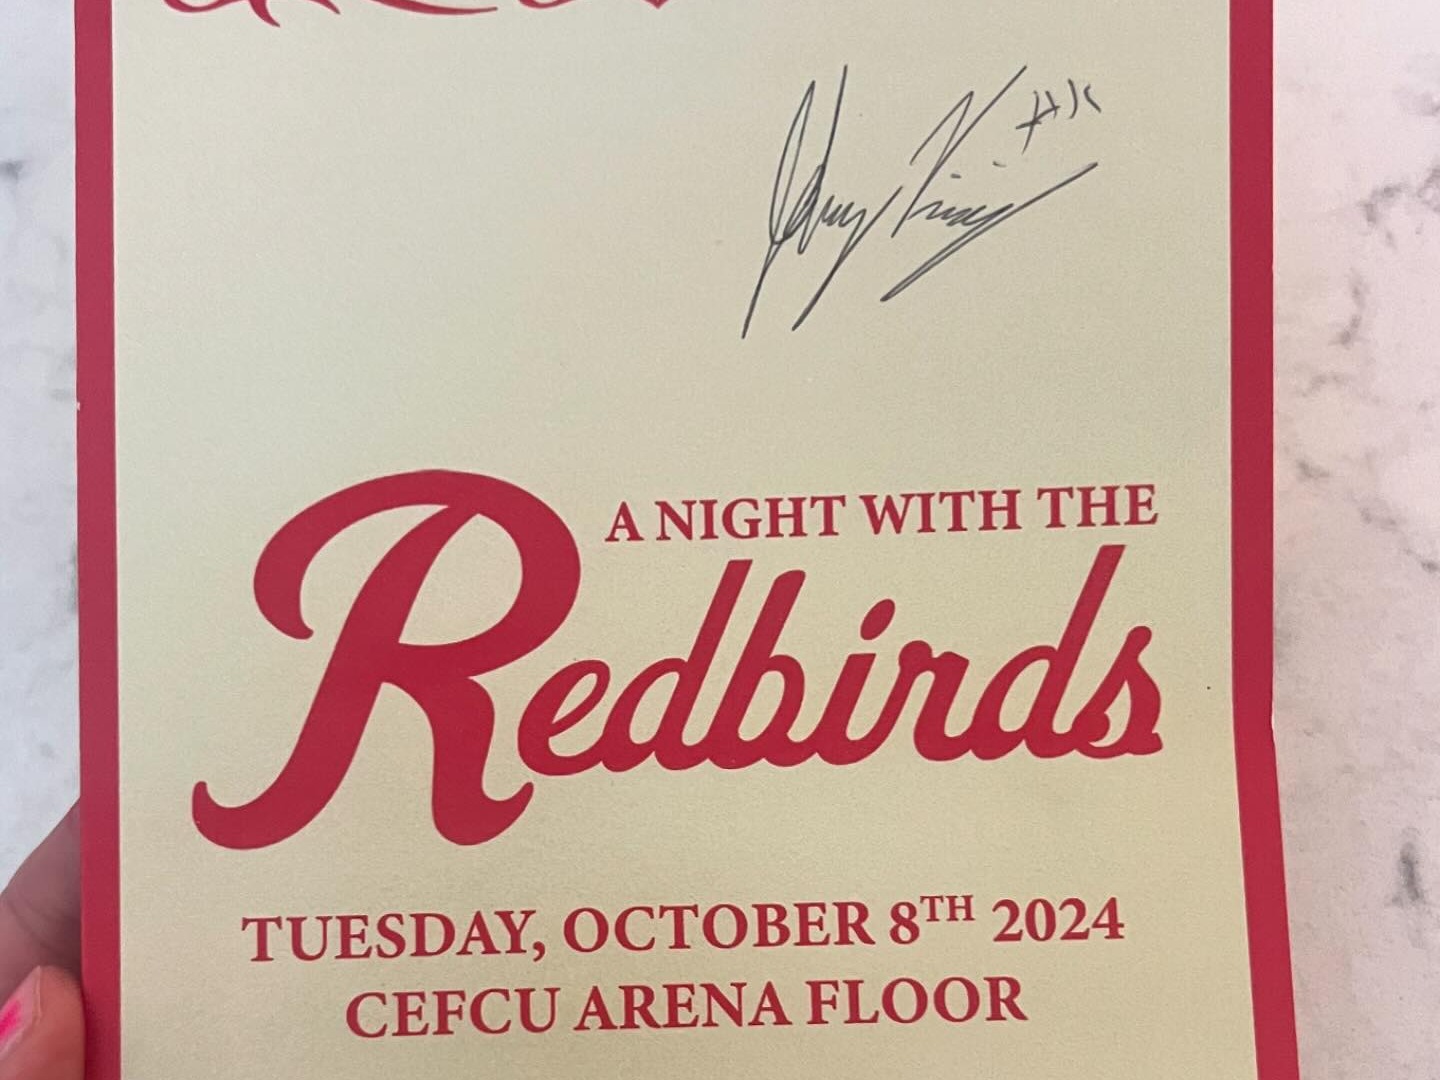 A NIGHT WITH THE
Redbirds
TUESDAY, OCTOBER 8TH 2024
CEFCU ARENA FLOOR